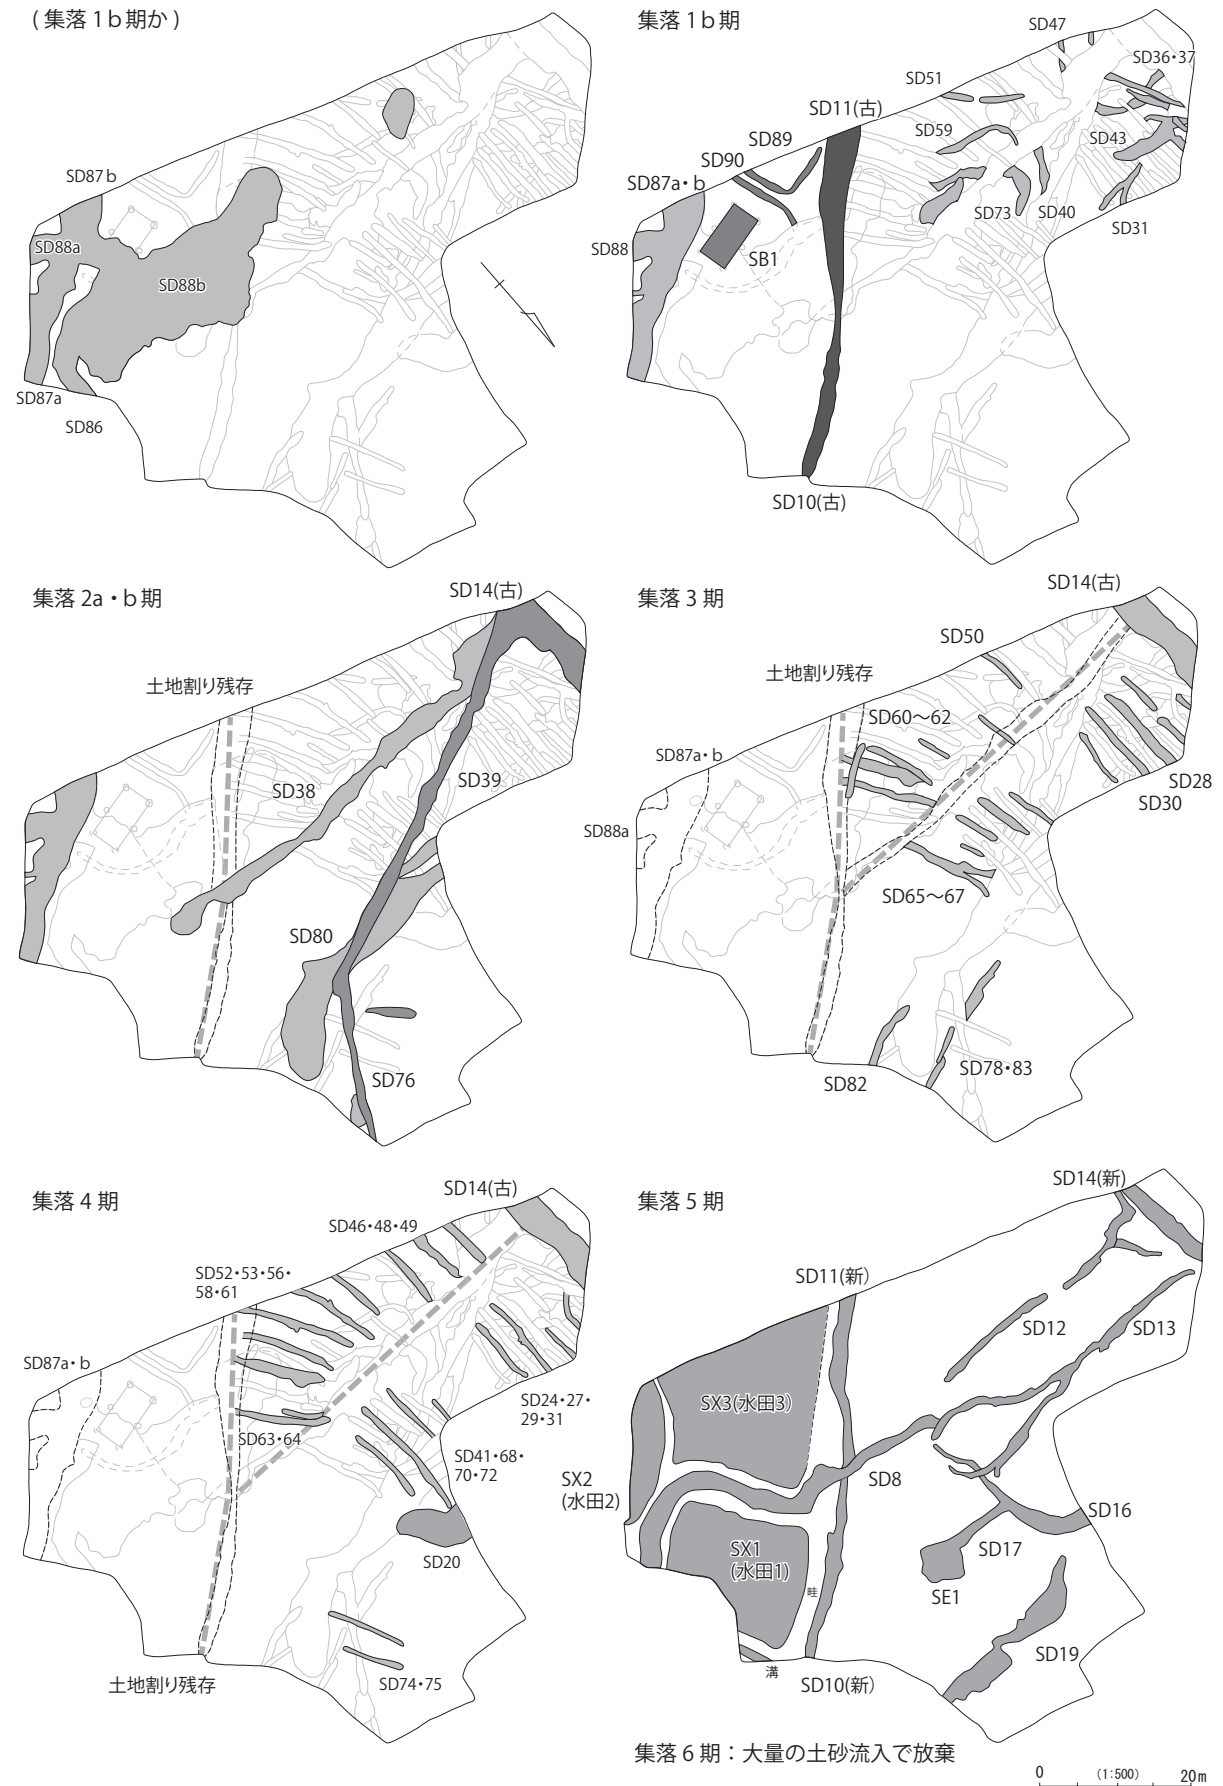 (集落1b期か)
SD87b
SD88a
SD88b
SD87a
SD86
集落1b期
SD47
SD36・37
SD51
SD11(古)
SD59
SD43
SD89
SD90
SD87a・b
SD88
SB1
SD73
SD40
SD31
SD10(古)
集落2a・b期
SD14(古)
土地割り残存
SD38
SD39
SD80
SD76
集落3期
SD14(古)
SD50
土地割り残存
SD60〜62
SD87a・b
SD88a
SD28
SD30
SD65〜67
SD82
SD78・83
集落4期
SD14(古)
SD46・48・49
SD52・53・56・
58・61
SD87a・b
SD24・27・
29・31
SD63・64
SD41・68・
70・72
SD20
SD74・75
土地割り残存
集落5期
SD14(新)
SD11(新)
SD12
SD13
SX3(水田3)
SD8
SX2
(水田2)
SX1
(水田1)
SD16
SD17
SE1
畦
SD19
溝
SD10(新)
集落6期：大量の土砂流入で放棄
0 (1:500) 20m